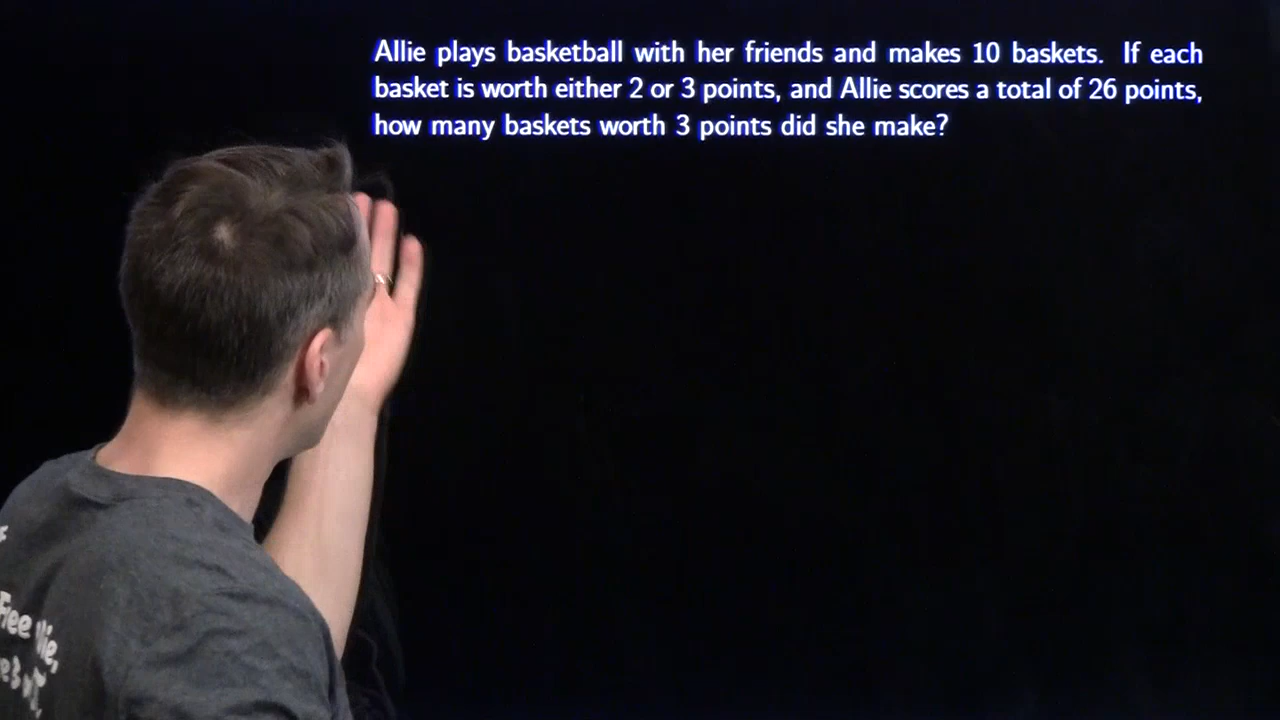 Allie plays basketball with her friends and makes 10 baskets. If each
basket is worth either 2 or 3 points, and Allie scores a total of 26 points,
how many baskets worth 3 points did she make?
Free